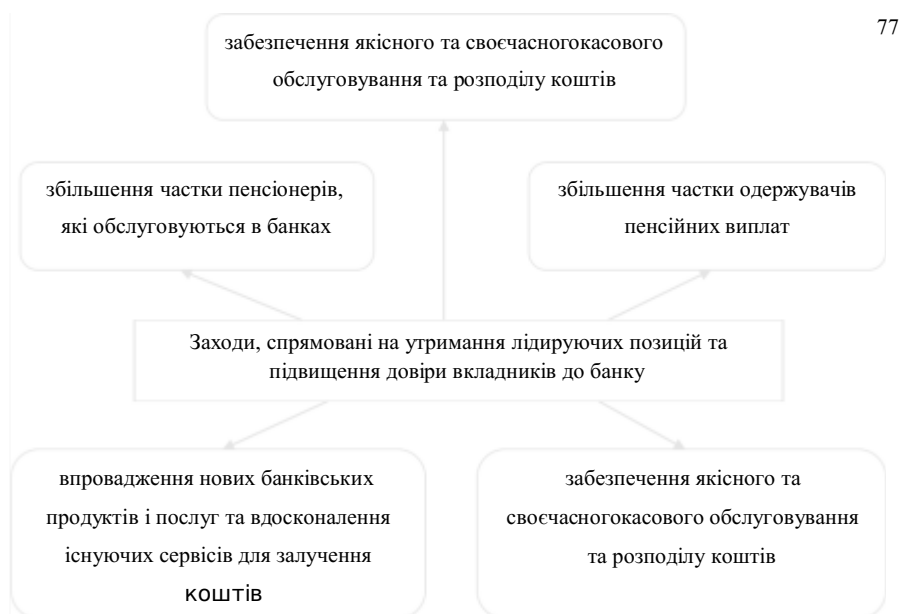 77
забезпечення якісного та своєчасногокасового
обслуговування та розподілу коштів
збільшення частки пенсіонерів,
які обслуговуються в банках
збільшення частки одержувачів
пенсійних виплат
Заходи, спрямовані на утримання лідируючих позицій та
підвищення довіри вкладників до банку
впровадження нових банківських
продуктів і послуг та вдосконалення
існуючих сервісів для залучення
коштів
забезпечення якісного та
своєчасногокасового обслуговування
та розподілу коштів